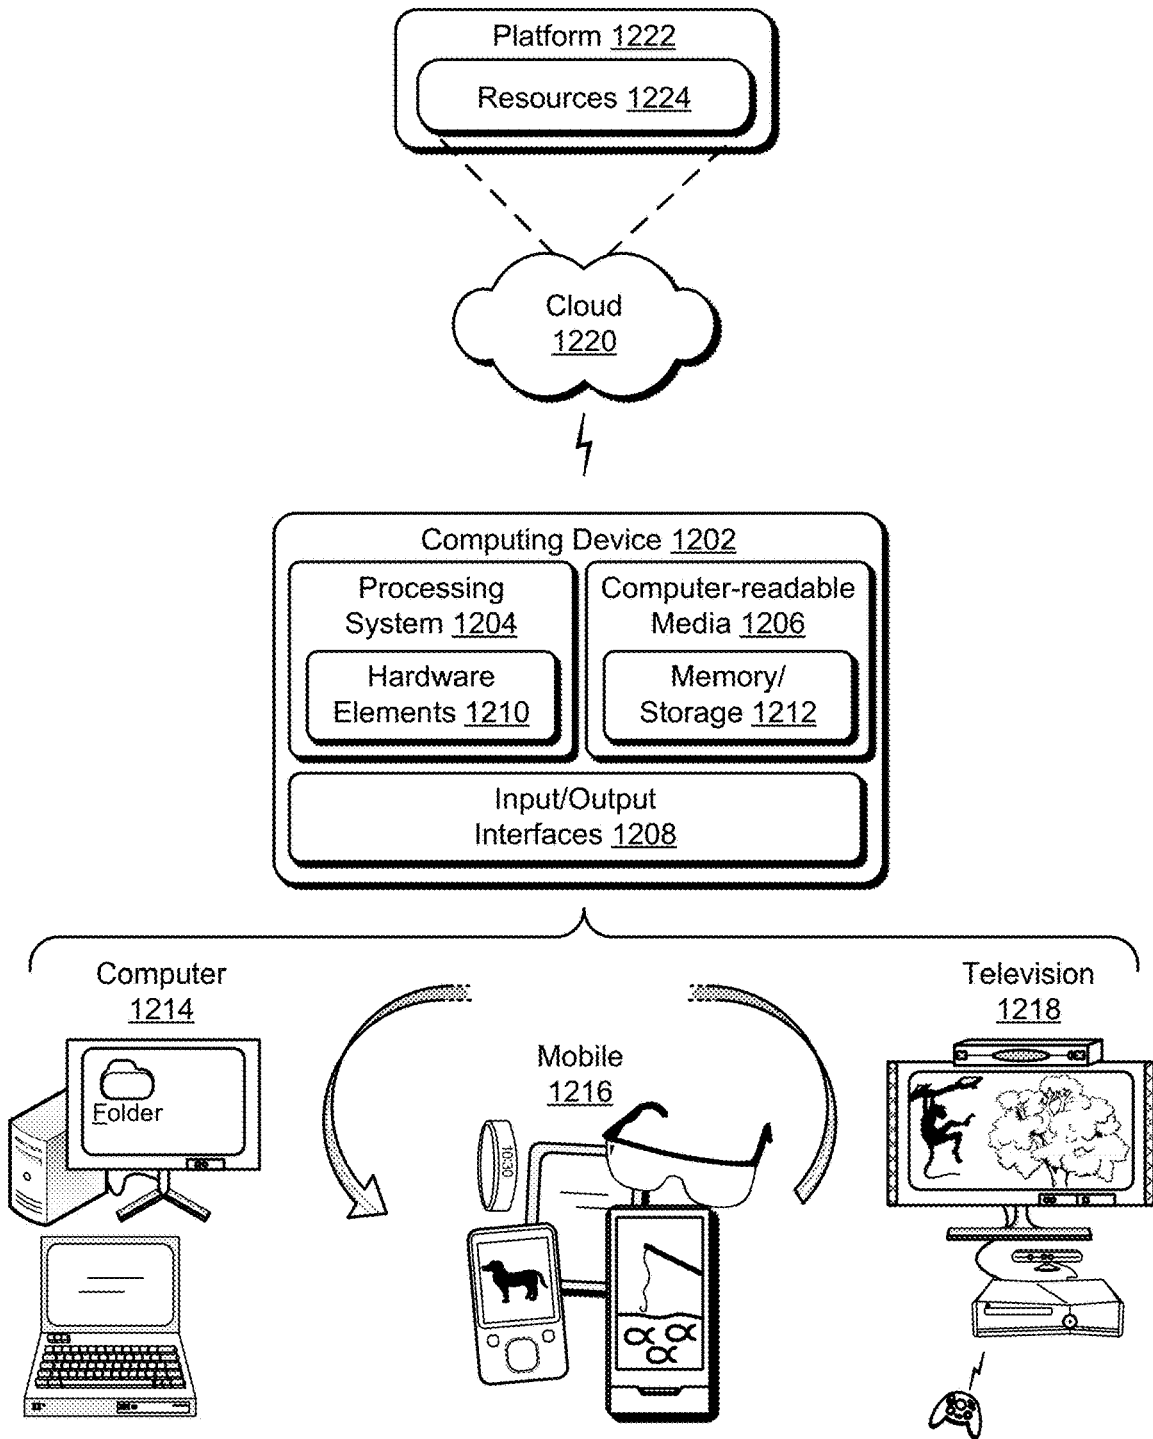 Platform 1222
Resources 1224
Cloud
1220
Computing Device 1202
Processing
System 1204
Computer-readable
Media 1206
Hardware
Elements 1210
Memory/
Storage 1212
Input/Output
Interfaces 1208
Computer
1214
Mobile
1216
Television
1218
Folder
10:30